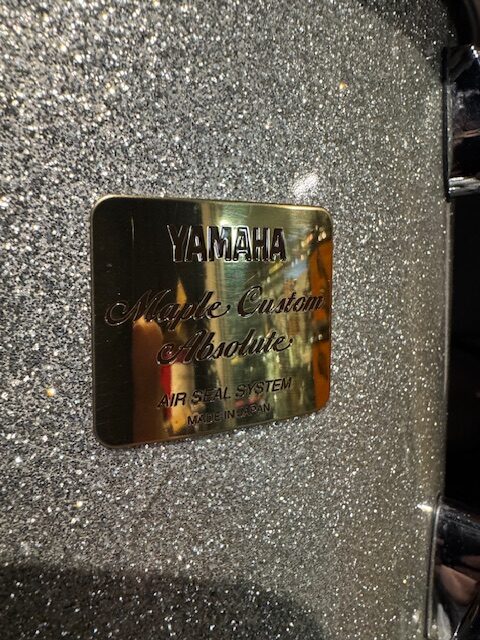 YAMAHA
Maple Custom
Absolute
AIR SEAL SYSTEM
MADE IN JAPAN